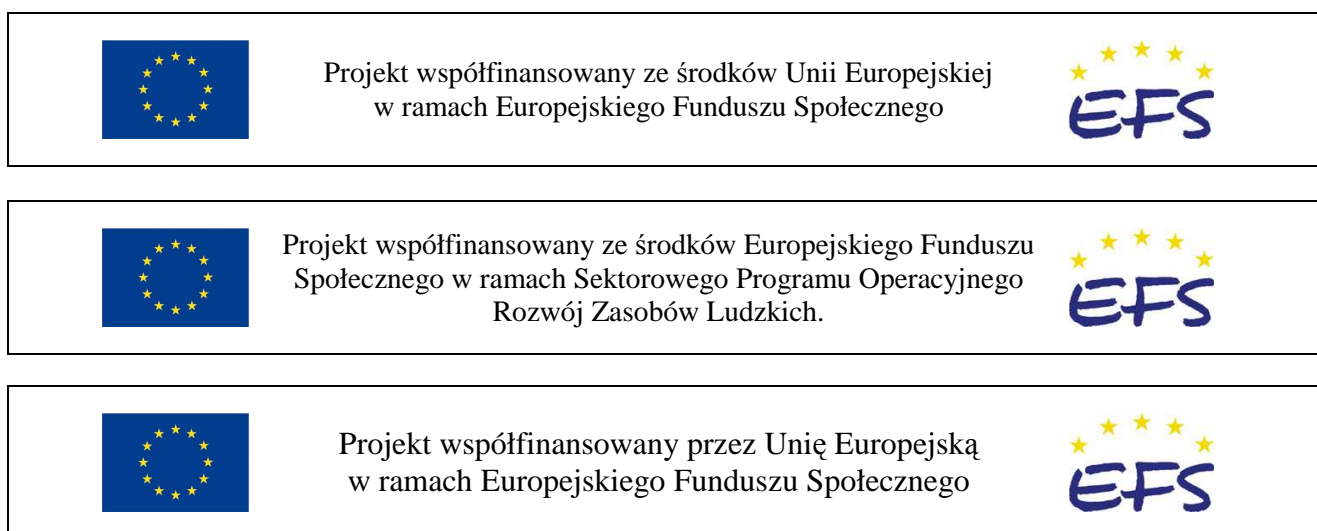 Projekt współfinansowany ze środków Unii Europejskiej
w ramach Europejskiego Funduszu Społecznego
EFS
Projekt współfinansowany ze środków Europejskiego Funduszu
Społecznego w ramach Sektorowego Programu Operacyjnego
Rozwój Zasobów Ludzkich.
EFS
Projekt współfinansowany przez Unię Europejską
w ramach Europejskiego Funduszu Społecznego
EFS